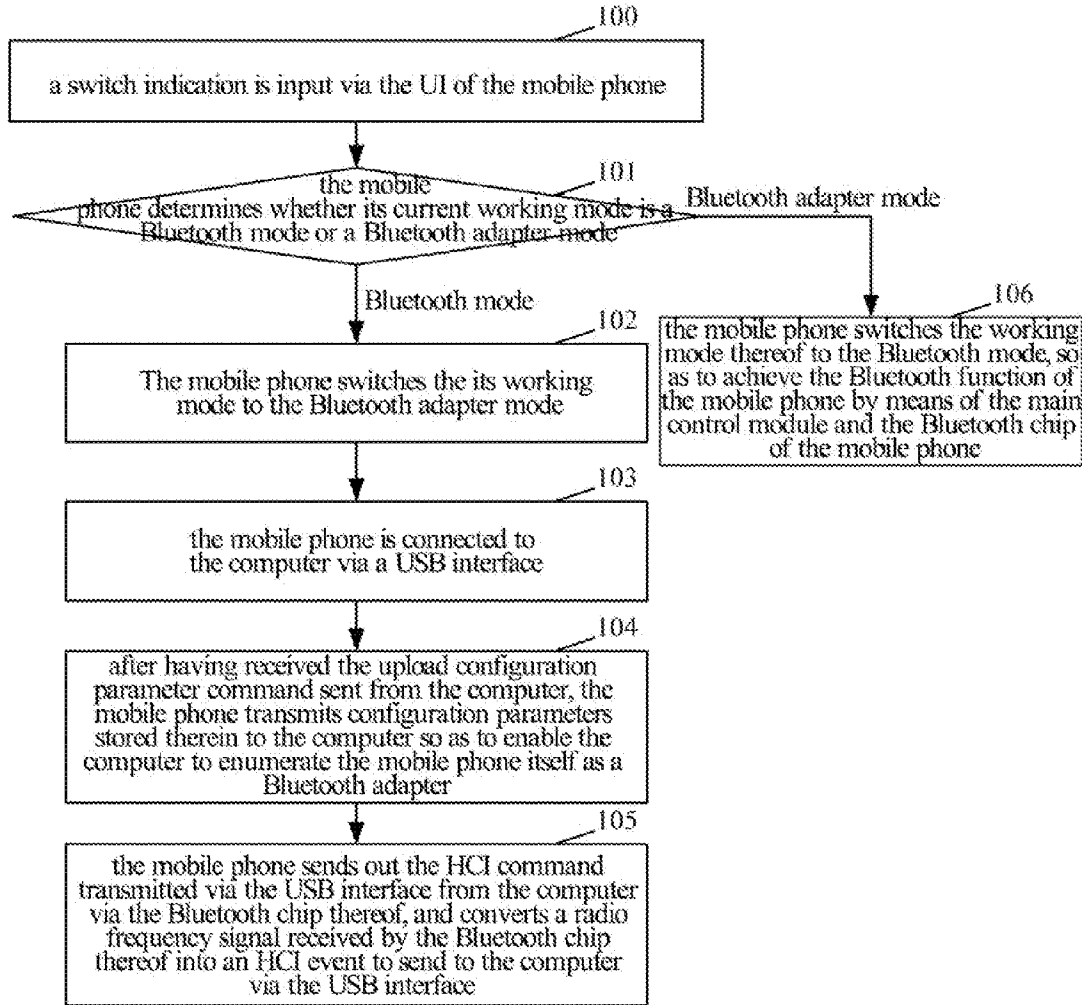 100
a switch indication is input via the UI of the mobile phone
101
the mobile
phone determines whether its current working mode is a
Bluetooth mode or a Bluetooth adapter mode
Bluetooth adapter mode
Bluetooth mode
102
The mobile phone switches the its working
mode to the Bluetooth adapter mode
106
the mobile phone switches the working
mode thereof to the Bluetooth mode, so
as to achieve the Bluetooth function of
the mobile phone by means of the main
control module and the Bluetooth chip
of the mobile phone
103
the mobile phone is connected to
the computer via a USB interface
104
after having received the upload configuration
parameter command sent from the computer, the
mobile phone transmits configuration parameters
stored therein to the computer so as to enable the
computer to enumerate the mobile phone itself as a
Bluetooth adapter
105
the mobile phone sends out the HCI command
transmitted via the USB interface from the computer
via the Bluetooth chip thereof, and converts a radio
frequency signal received by the Bluetooth chip
thereof into an HCI event to send to the computer
via the USB interface